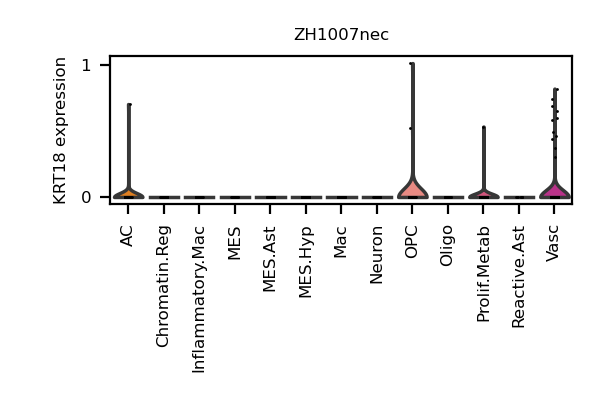 ZH1007nec
KRT18 expression
1
0
AC
Chromatin.Reg
Inflammatory.Mac
MES
MES.Ast
MES.Hyp
Mac
Neuron
OPC
Oligo
Prolif.Metab
Reactive.Ast
Vasc